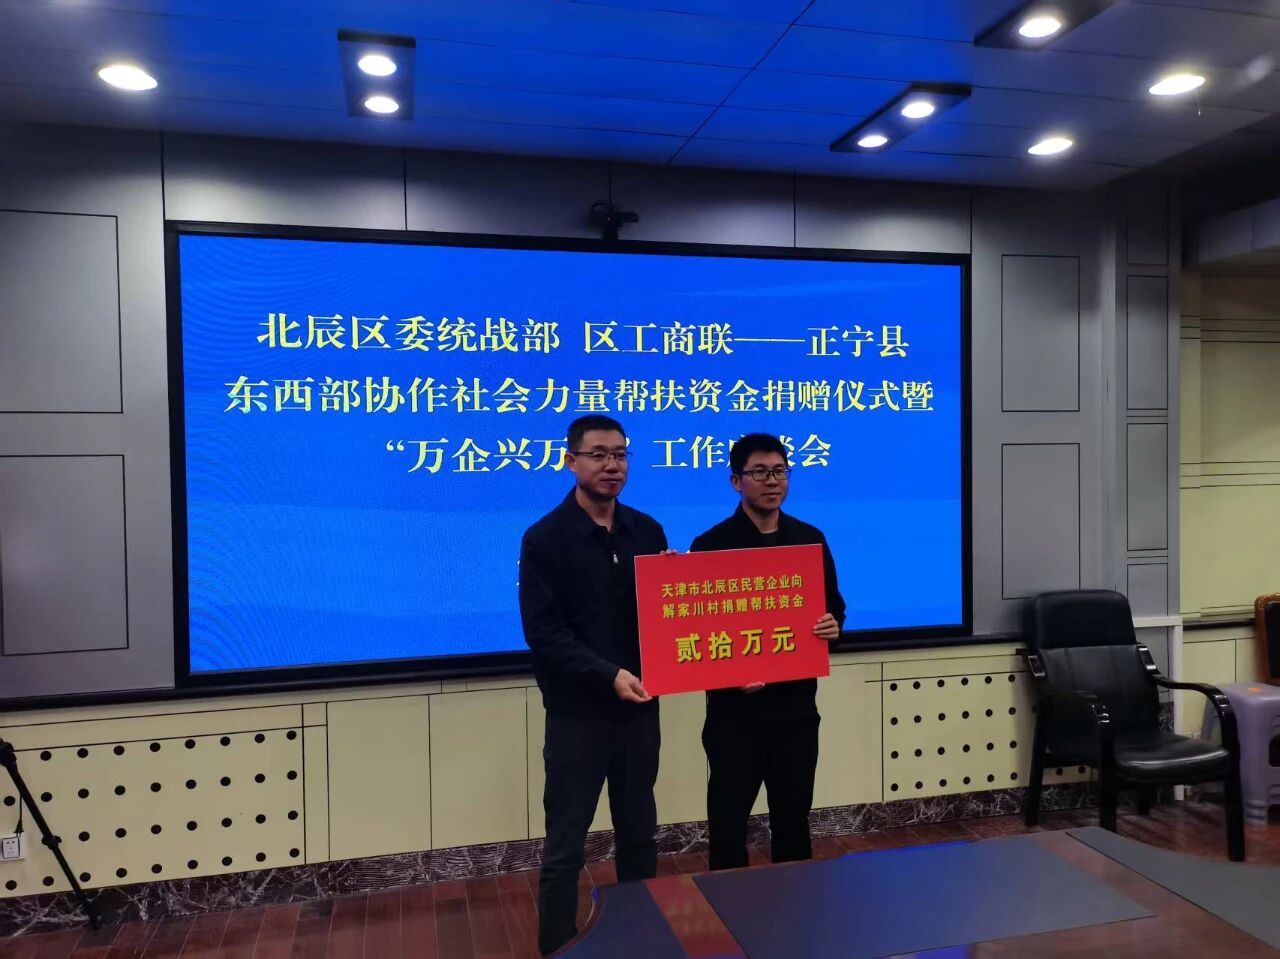 北辰区委统战部 区工商联——正宁县
东西部协作社会力量帮扶资金捐赠仪式暨
“万企兴万 ” 工作 谈会
天津市北辰区民营企业向
解家川村捐赠帮扶资金
贰拾万元